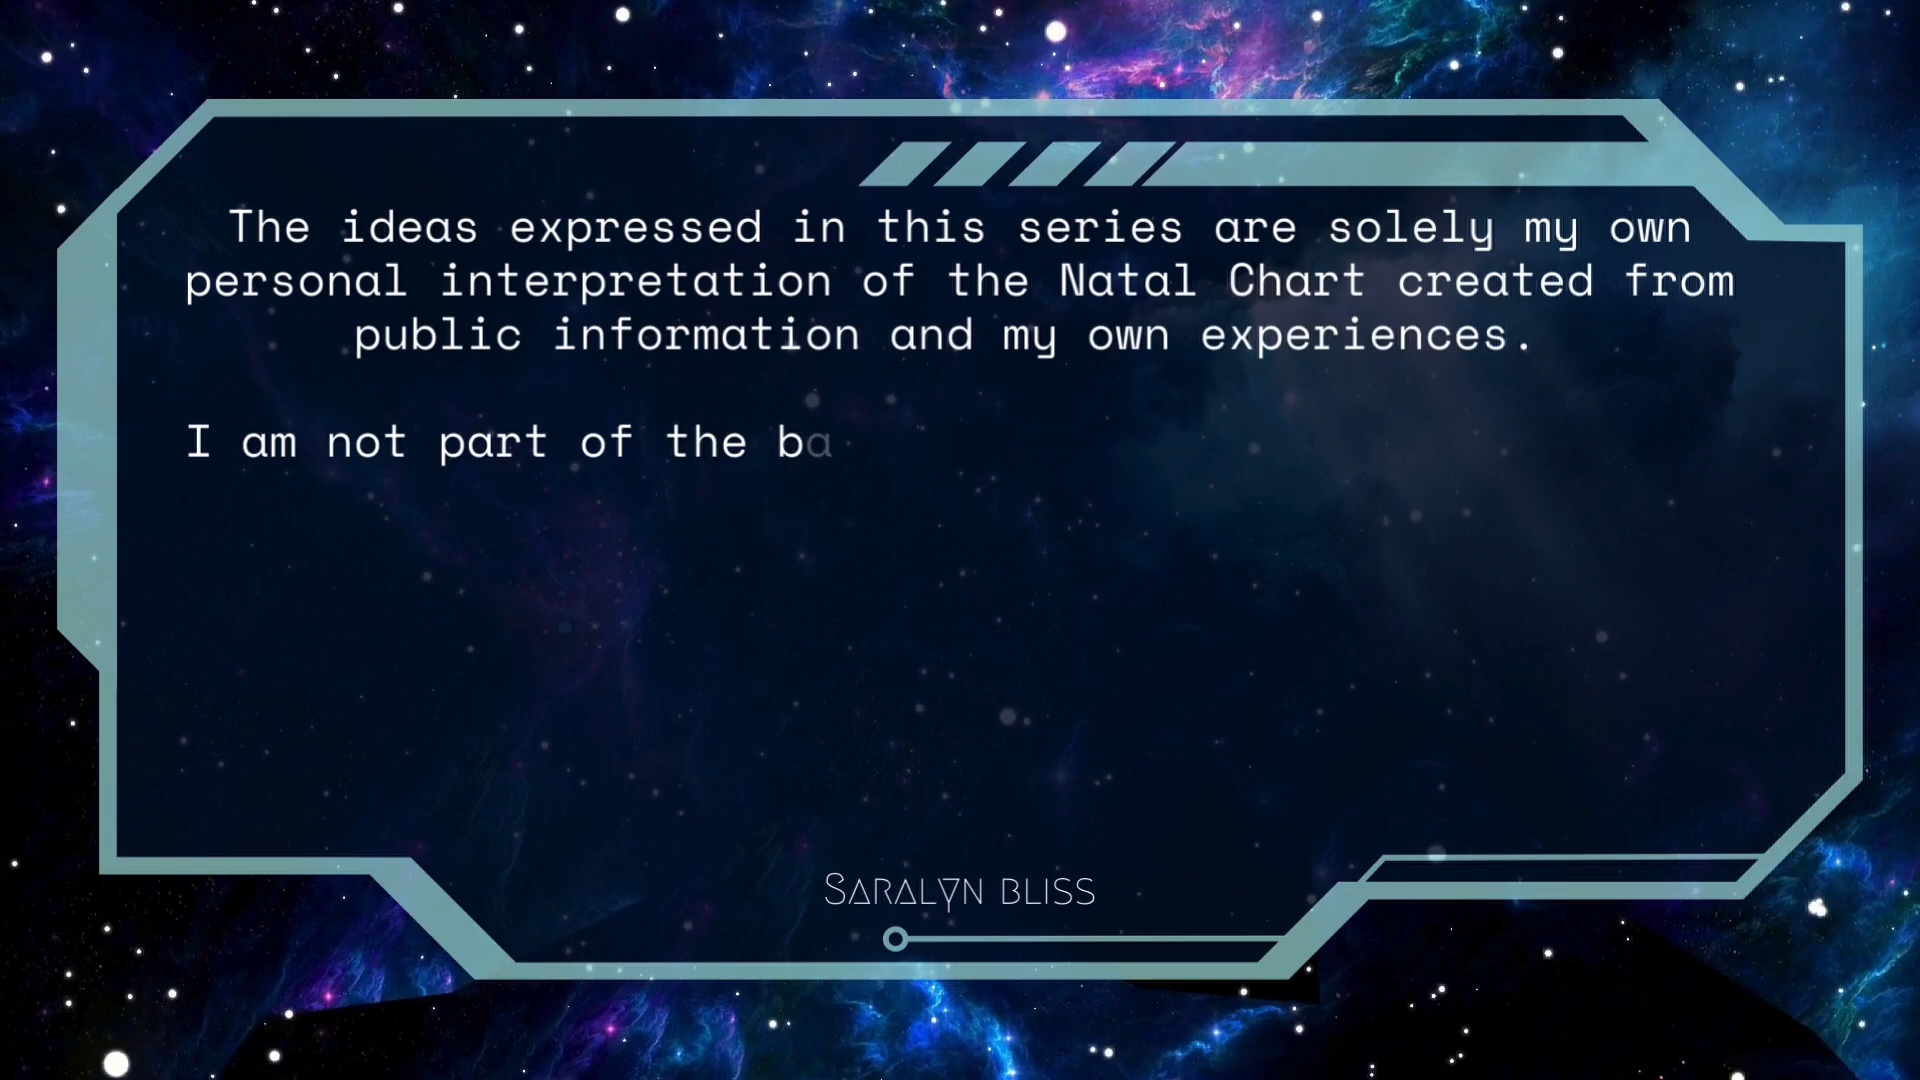 The ideas expressed in this series are solely my own
personal interpretation of the Natal Chart created from
public information and my own experiences.
I am not part of the ba
Saralyn bliss